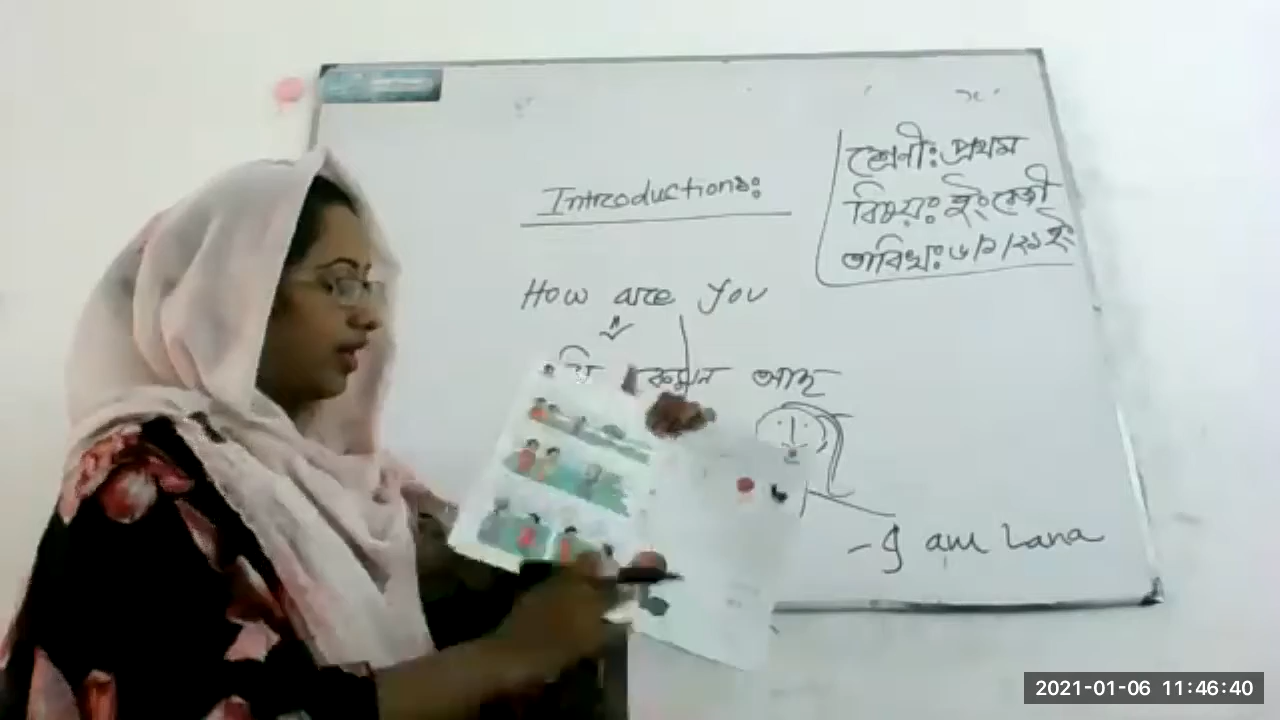 Introductions:
শ্রেণী: প্রথম
বিষয়: ইংরেজী
তারিখ: ৬/১/২১ইং
How are you
কেমন আছ
- I am Lana
2021-01-06 11:46:40